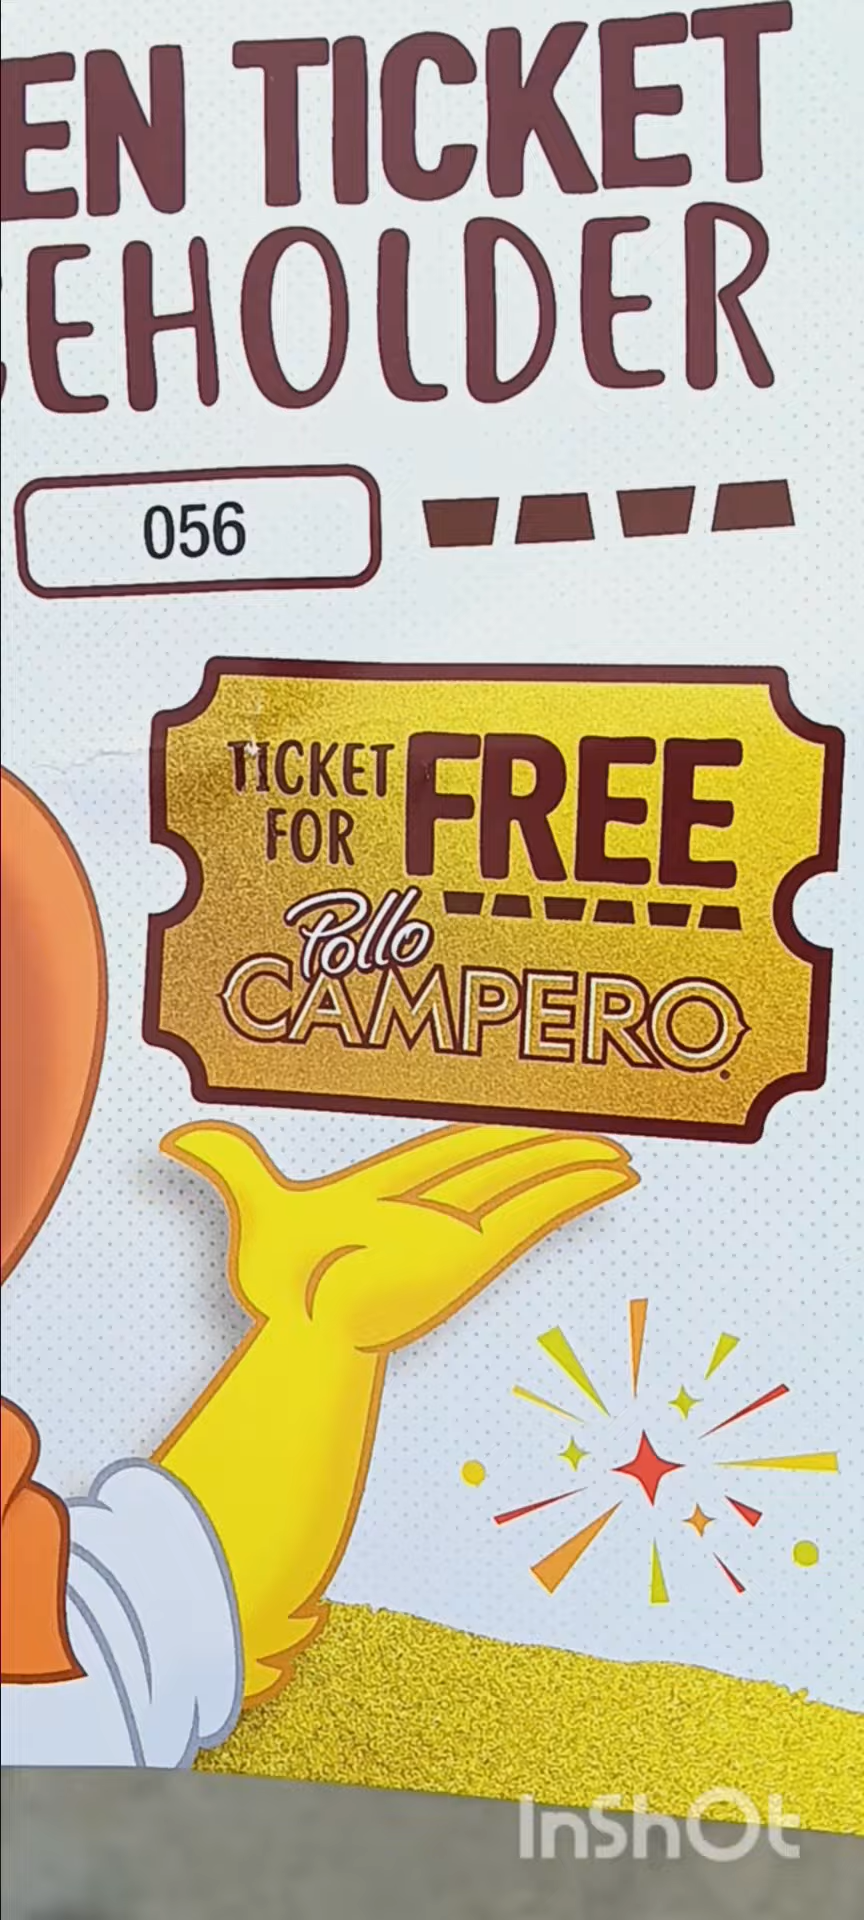 EN TICKET
EHOLDER
056
TICKET FOR FREE
Pollo
CAMPERO
InShOt